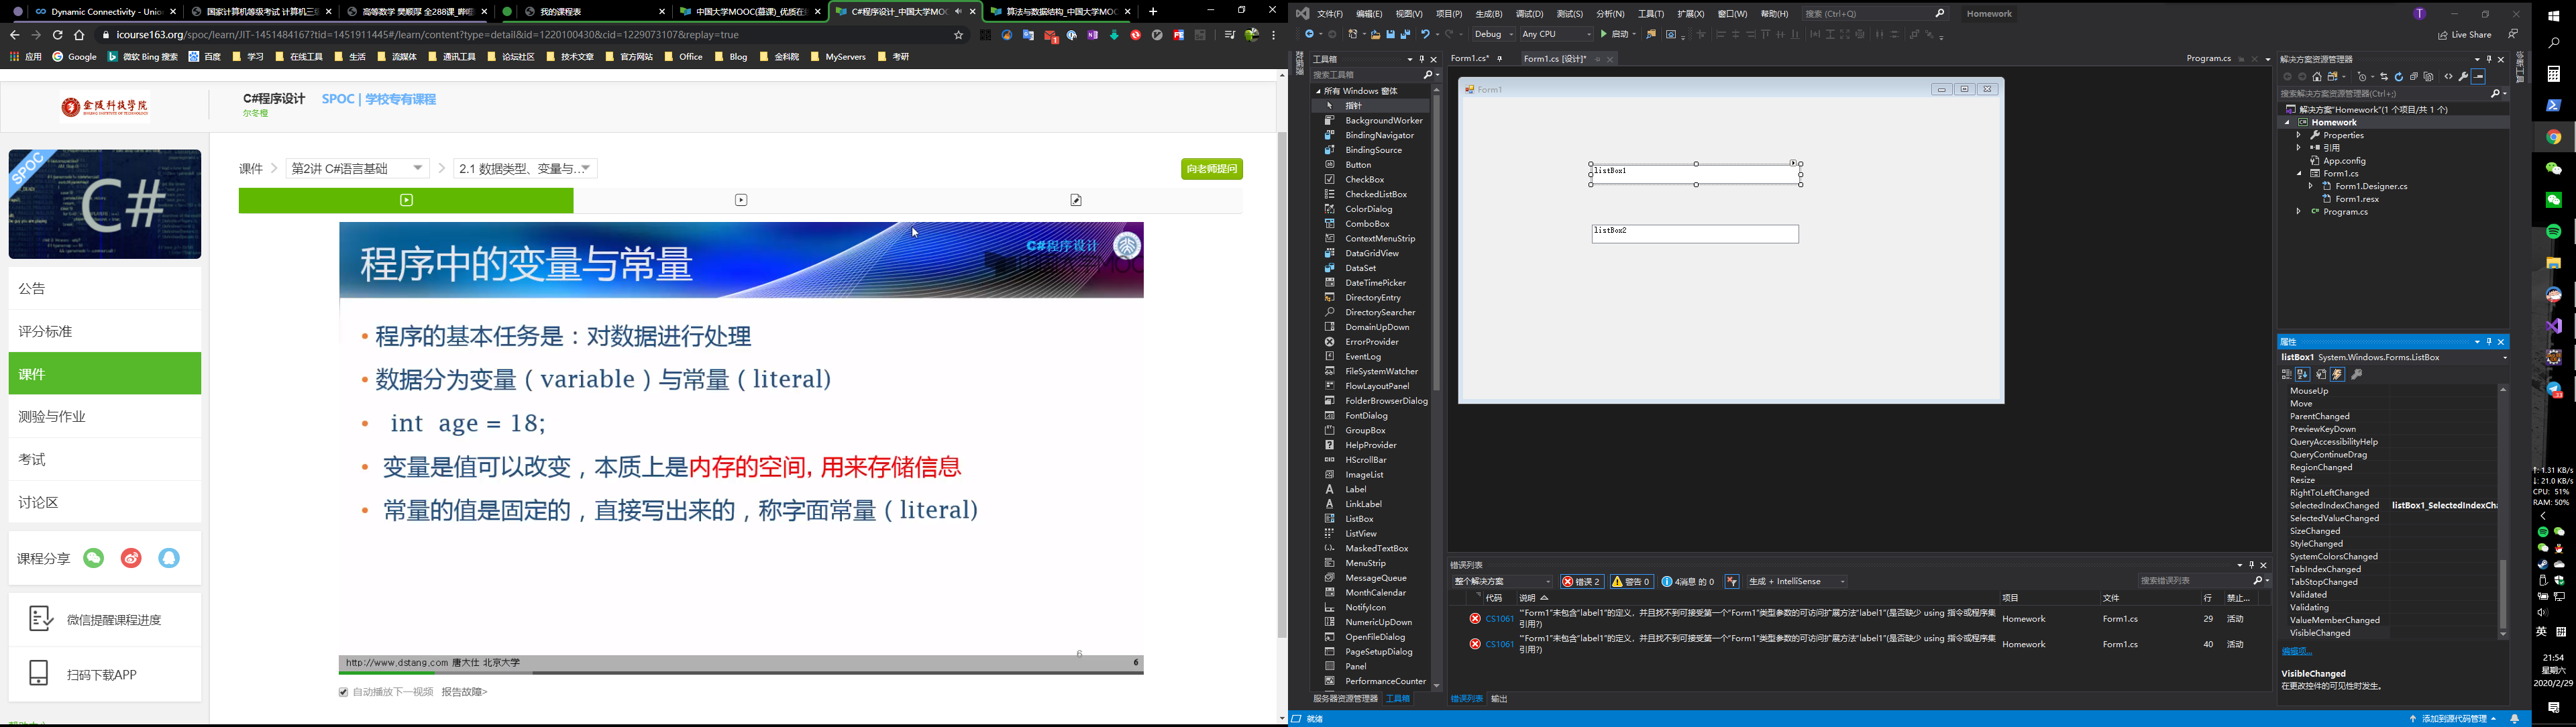 Dynamic Connectivity - Union
国家计算机等级考试 计算机三级
高等数学 樊顺厚 全288课_哔哩
我的课程表
中国大学MOOC(慕课)_优质在线
C#程序设计_中国大学MOOC
算法与数据结构_中国大学MOOC
icourse163.org/spoc/learn/JIT-1451484167?tid=1451911445#/learn/content?type=detail&id=1220100430&cid=1229073107&replay=true
应用 Google 微软 Bing 搜索 百度 学习 在线工具 生活 流媒体 通讯工具 论坛社区 技术文章 官方网站 Office Blog 金科院 MyServers 考研
金陵科技学院
C#程序设计 SPOC | 学校专有课程
尔冬橙
SPOC
C#
公告
评分标准
课件
测验与作业
考试
讨论区
课程分享
微信提醒课程进度
扫码下载APP
课件 第2讲 C#语言基础 2.1 数据类型、变量与...
向老师提问
程序中的变量与常量
C#程序设计
• 程序的基本任务是：对数据进行处理
• 数据分为变量（variable）与常量（literal)
• int age = 18;
• 变量是值可以改变，本质上是内存的空间, 用来存储信息
• 常量的值是固定的，直接写出来的，称字面常量（literal)
http://www.dstang.com 唐大仕 北京大学
6
6
自动播放下一视频 报告故障>
文件(F) 编辑(E) 视图(V) 项目(P) 生成(B) 调试(D) 测试(S) 分析(N) 工具(T) 扩展(X) 窗口(W) 帮助(H) 搜索 (Ctrl+Q) Homework
T
Debug Any CPU 启动 Live Share
工具箱
搜索工具箱
所有 Windows 窗体
指针
BackgroundWorker
BindingNavigator
BindingSource
Button
CheckBox
CheckedListBox
ColorDialog
ComboBox
ContextMenuStrip
DataGridView
DataSet
DateTimePicker
DirectoryEntry
DirectorySearcher
DomainUpDown
ErrorProvider
EventLog
FileSystemWatcher
FlowLayoutPanel
FolderBrowserDialog
FontDialog
GroupBox
HelpProvider
HScrollBar
ImageList
Label
LinkLabel
ListBox
ListView
MaskedTextBox
MenuStrip
MessageQueue
MonthCalendar
NotifyIcon
NumericUpDown
OpenFileDialog
PageSetupDialog
Panel
PerformanceCounter
服务器资源管理器 工具箱
Form1.cs* Form1.cs [设计]* Program.cs
Form1
listBox1
listBox2
错误列表
整个解决方案 错误 2 警告 0 4消息 的 0 生成 + IntelliSense 搜索错误列表
代码 说明 项目 文件 行 禁止...
CS1061 "“Form1”未包含“label1”的定义，并且找不到可接受第一个“Form1”类型参数的可访问扩展方法“label1”(是否缺少 using 指令或程序集引用?) Homework Form1.cs 29 活动
CS1061 "“Form1”未包含“label1”的定义，并且找不到可接受第一个“Form1”类型参数的可访问扩展方法“label1”(是否缺少 using 指令或程序集引用?) Homework Form1.cs 40 活动
错误列表 输出
就绪
解决方案资源管理器
搜索解决方案资源管理器(Ctrl+;)
解决方案"Homework"(1 个项目/共 1 个)
Homework
Properties
引用
App.config
Form1.cs
Form1.Designer.cs
Form1.resx
Program.cs
属性
listBox1 System.Windows.Forms.ListBox
MouseUp
Move
ParentChanged
PreviewKeyDown
QueryAccessibilityHelp
QueryContinueDrag
RegionChanged
Resize
RightToLeftChanged
SelectedIndexChanged listBox1_SelectedIndexCha
SelectedValueChanged
SizeChanged
StyleChanged
SystemColorsChanged
TabIndexChanged
TabStopChanged
Validated
Validating
ValueMemberChanged
VisibleChanged
编辑项...
VisibleChanged
在更改控件的可见性时发生。
添加到源代码管理
↑: 1.31 KB/s
↓: 21.0 KB/s
CPU: 51%
RAM: 50%
英
21:54
星期六
2020/2/29